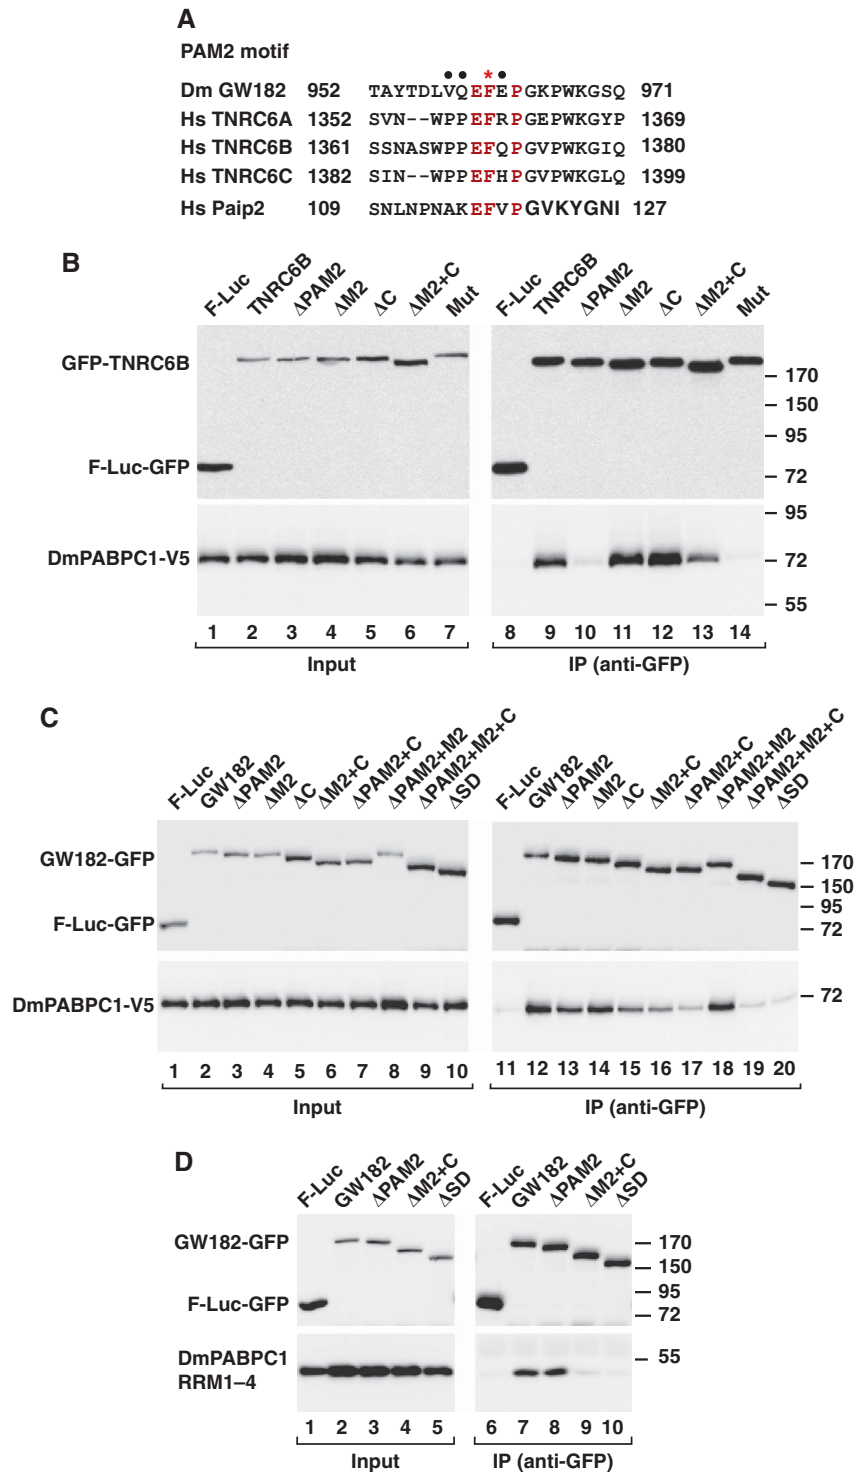 A
PAM2 motif
Dm GW182 952 TAYTDLVQEFEPGKPWKGSQ 971
Hs TNRC6A 1352 SVN--WPPEFRPGEPWKGYP 1369
Hs TNRC6B 1361 SSNASWPPEFQPGVPWKGIQ 1380
Hs TNRC6C 1382 SIN--WPPEFHPGVPWKGLQ 1399
Hs Paip2 109 SNLNPNAKEFVPGVKYGNI 127
B
F-Luc TNRC6B ΔPAM2 ΔM2 ΔC ΔM2+C Mut F-Luc TNRC6B ΔPAM2 ΔM2 ΔC ΔM2+C Mut
GFP-TNRC6B
170
150
95
F-Luc-GFP
72
95
DmPABPC1-V5
72
55
1 2 3 4 5 6 7 8 9 10 11 12 13 14
Input IP (anti-GFP)
C
F-Luc GW182 ΔPAM2 ΔM2 ΔC ΔM2+C ΔPAM2+C ΔPAM2+M2 ΔPAM2+M2+C ΔSD F-Luc GW182 ΔPAM2 ΔM2 ΔC ΔM2+C ΔPAM2+C ΔPAM2+M2 ΔPAM2+M2+C ΔSD
GW182-GFP
170
150
95
F-Luc-GFP
72
DmPABPC1-V5
72
1 2 3 4 5 6 7 8 9 10 11 12 13 14 15 16 17 18 19 20
Input IP (anti-GFP)
D
F-Luc GW182 ΔPAM2 ΔM2+C ΔSD F-Luc GW182 ΔPAM2 ΔM2+C ΔSD
GW182-GFP
170
150
95
F-Luc-GFP
72
DmPABPC1
RRM1–4
55
1 2 3 4 5 6 7 8 9 10
Input IP (anti-GFP)